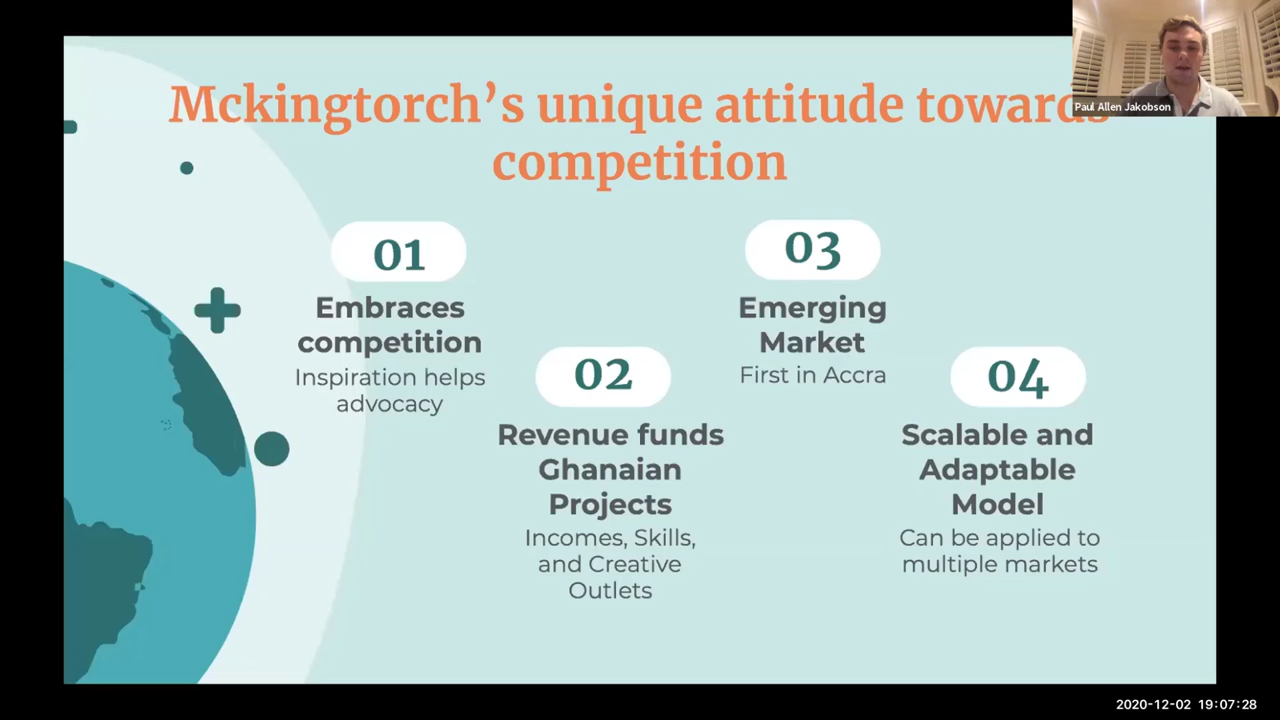 Mckingtorch's unique attitude towards
competition
01
Embraces
competition
Inspiration helps
advocacy
02
Revenue funds
Ghanaian
Projects
Incomes, Skills,
and Creative
Outlets
03
Emerging
Market
First in Accra
04
Scalable and
Adaptable
Model
Can be applied to
multiple markets
Paul Allen Jakobson
2020-12-02 19:07:28